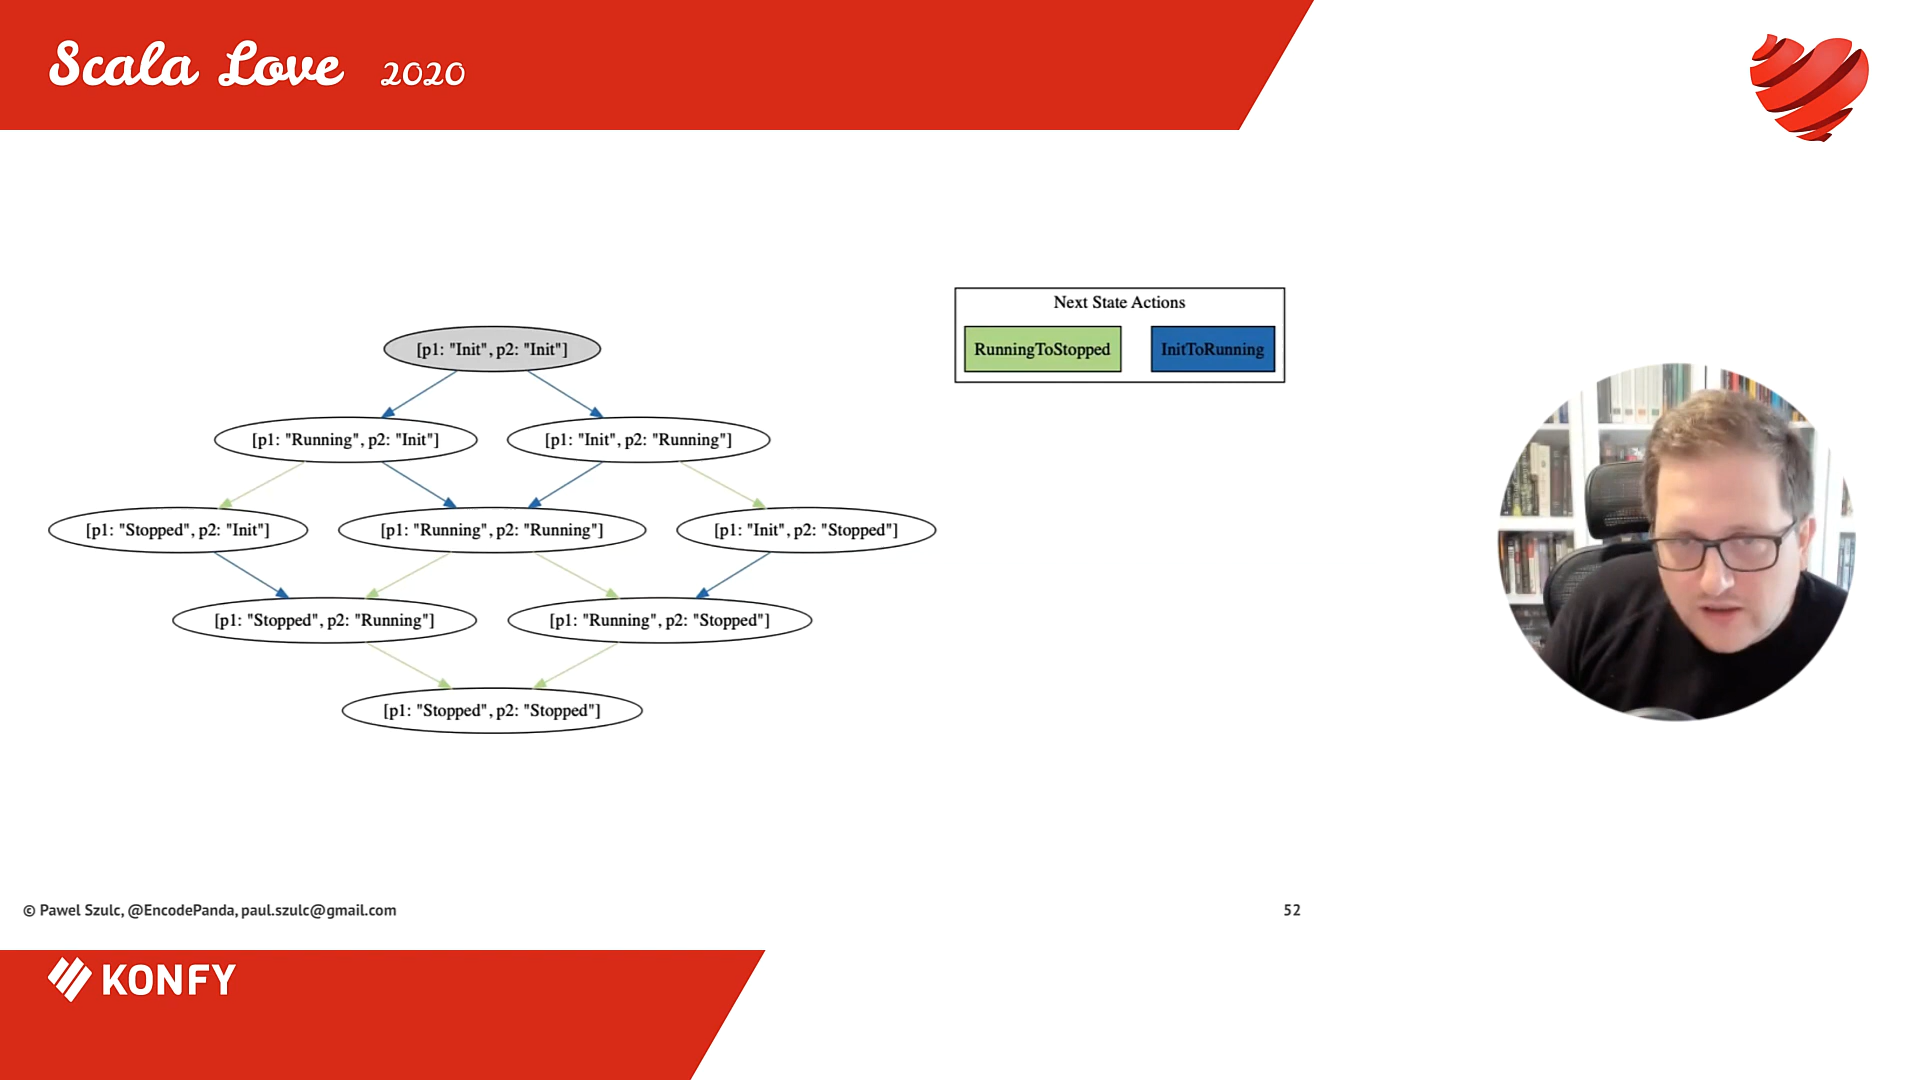 Scala Love 2020
Next State Actions
RunningToStopped InitToRunning
[p1: "Init", p2: "Init"]
[p1: "Running", p2: "Init"] [p1: "Init", p2: "Running"]
[p1: "Stopped", p2: "Init"] [p1: "Running", p2: "Running"] [p1: "Init", p2: "Stopped"]
[p1: "Stopped", p2: "Running"] [p1: "Running", p2: "Stopped"]
[p1: "Stopped", p2: "Stopped"]
© Pawel Szulc, @EncodePanda, paul.szulc@gmail.com 52
KONFY